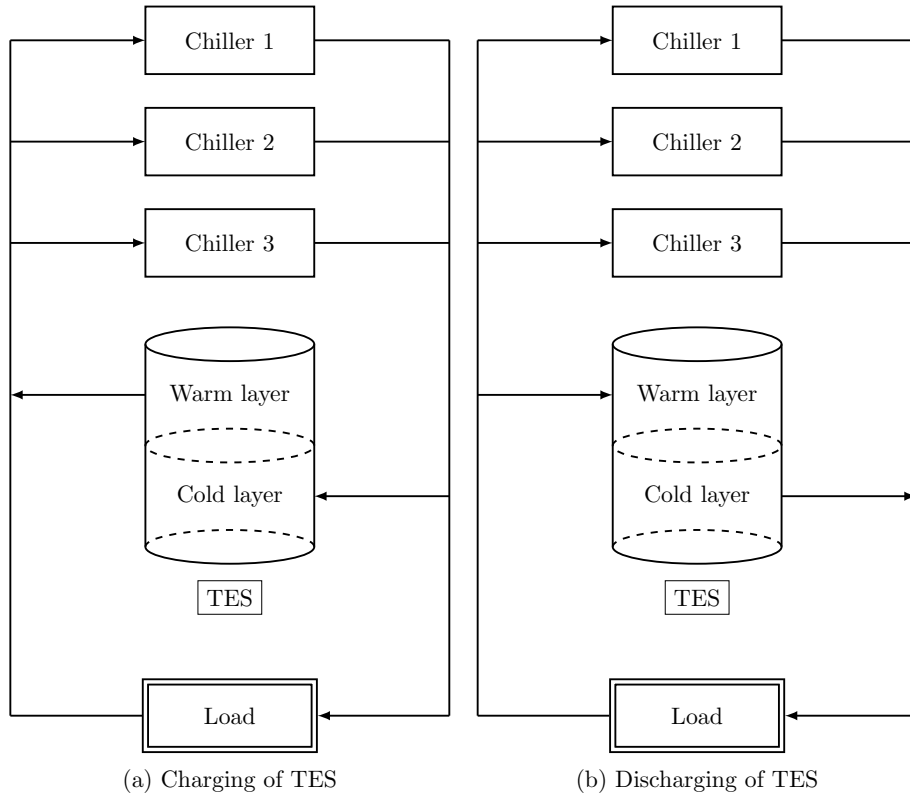 Chiller 1
Chiller 2
Chiller 3
Warm layer
Cold layer
TES
Load
(a) Charging of TES
Chiller 1
Chiller 2
Chiller 3
Warm layer
Cold layer
TES
Load
(b) Discharging of TES